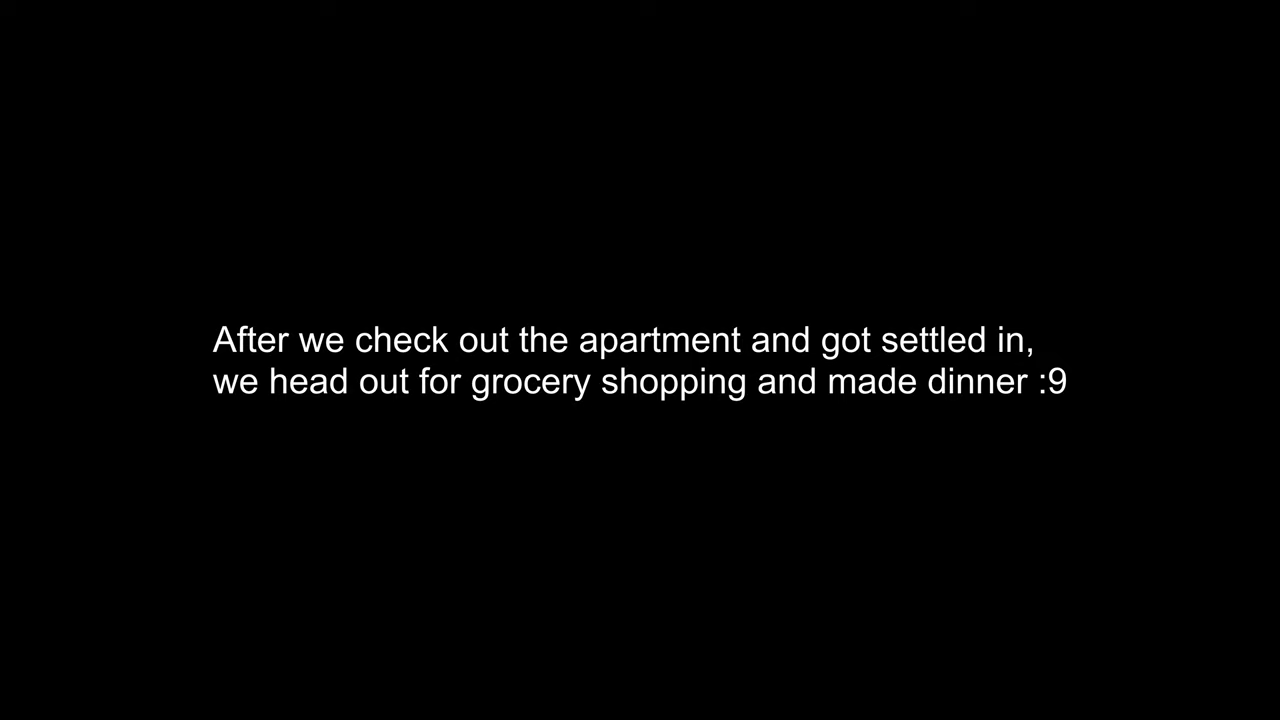 After we check out the apartment and got settled in,
we head out for grocery shopping and made dinner :9